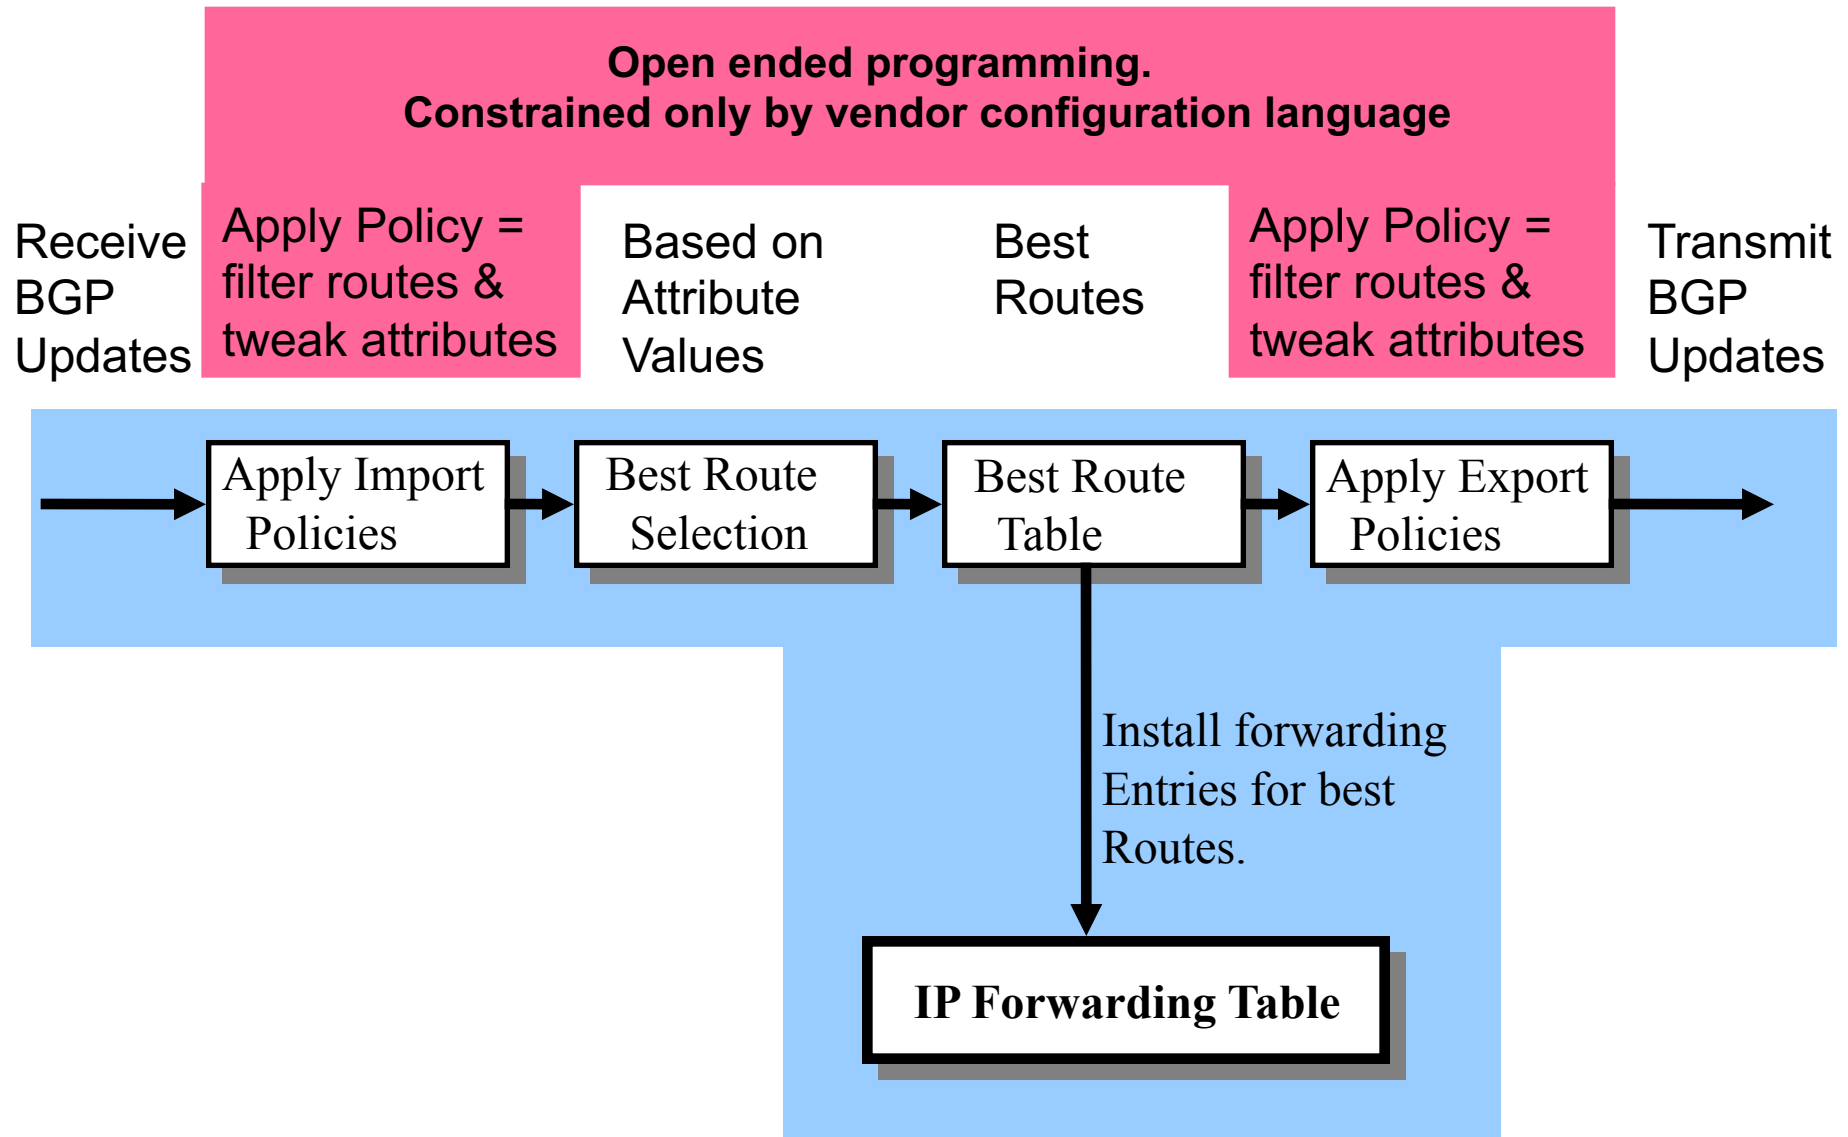 Open ended programming.
Constrained only by vendor configuration language
Receive
BGP
Updates
Apply Policy =
filter routes &
tweak attributes
Based on
Attribute
Values
Best
Routes
Apply Policy =
filter routes &
tweak attributes
Transmit
BGP
Updates
Apply Import
Policies
Best Route
Selection
Best Route
Table
Apply Export
Policies
Install forwarding
Entries for best
Routes.
IP Forwarding Table